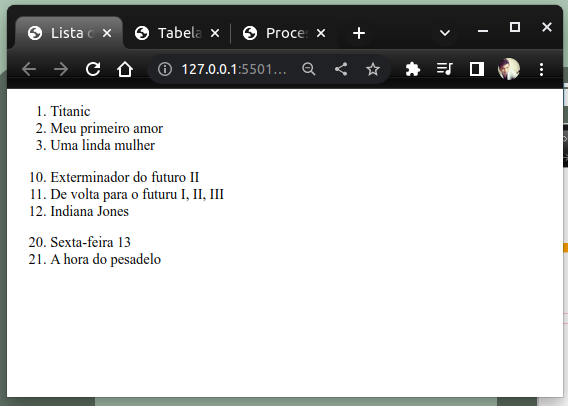 Lista d
Tabela
Proces
127.0.0.1:5501...
1. Titanic
2. Meu primeiro amor
3. Uma linda mulher
10. Exterminador do futuro II
11. De volta para o futuru I, II, III
12. Indiana Jones
20. Sexta-feira 13
21. A hora do pesadelo